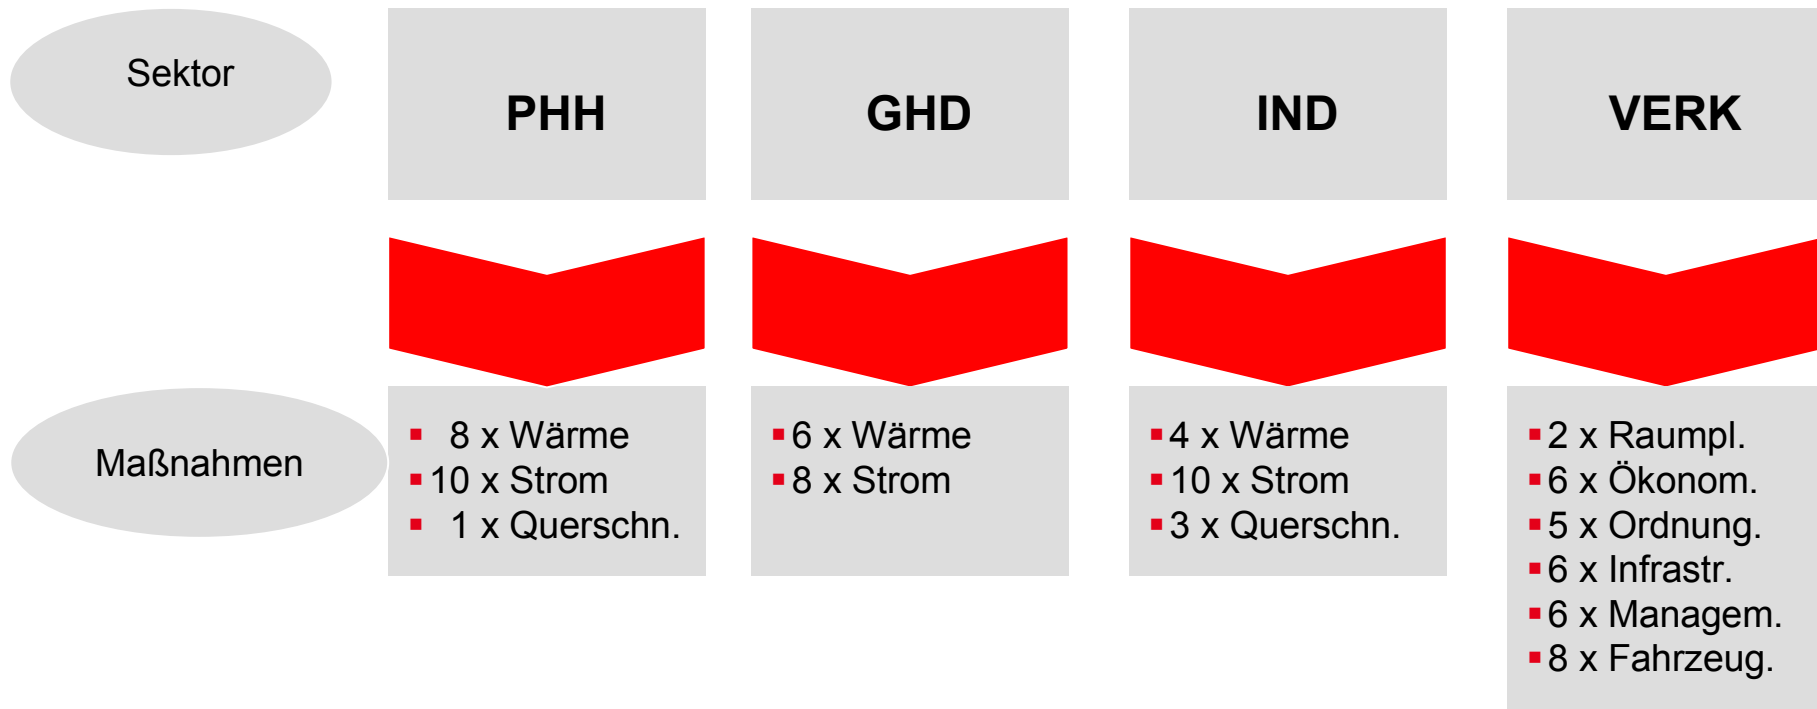 Sektor
PHH
GHD
IND
VERK
Maßnahmen
8 x Wärme
10 x Strom
1 x Querschn.
6 x Wärme
8 x Strom
4 x Wärme
10 x Strom
3 x Querschn.
2 x Raumpl.
6 x Ökonom.
5 x Ordnung.
6 x Infrastr.
6 x Managem.
8 x Fahrzeug.